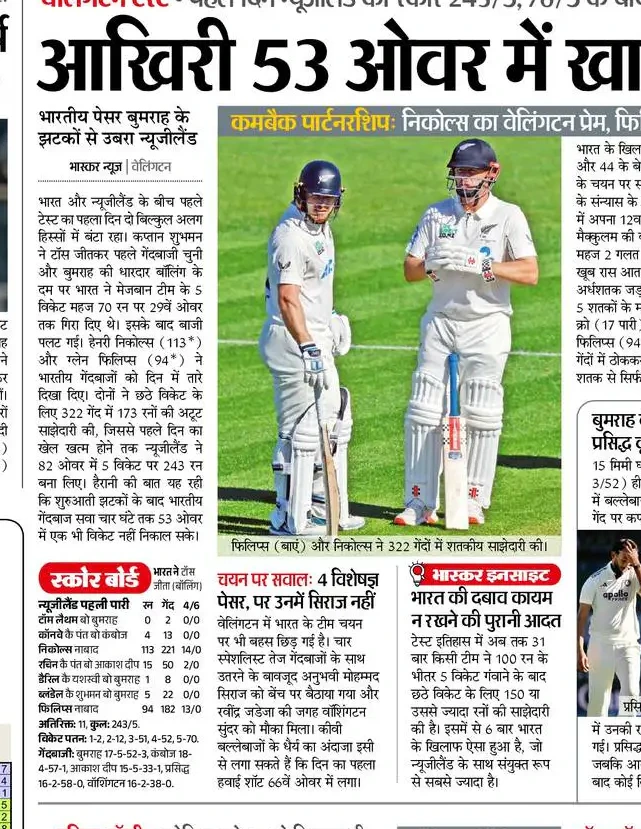 आखिरी 53 ओवर में खा
भारतीय पेसर बुमराह के
झटकों से उबरा न्यूजीलैंड
भास्कर न्यूज | वेलिंगटन
भारत और न्यूजीलैंड के बीच पहले
टेस्ट का पहला दिन दो बिल्कुल अलग
हिस्सों में बंटा रहा। कप्तान शुभमन
ने टॉस जीतकर पहले गेंदबाजी चुनी
और बुमराह की धारदार बॉलिंग के
दम पर भारत ने मेजबान टीम के 5
विकेट महज 70 रन पर 29वें ओवर
तक गिरा दिए थे। इसके बाद बाजी
पलट गई। हेनरी निकोल्स (113*)
और ग्लेन फिलिप्स (94*) ने
भारतीय गेंदबाजों को दिन में तारे
दिखा दिए। दोनों ने छठे विकेट के
लिए 322 गेंद में 173 रनों की अटूट
साझेदारी की, जिससे पहले दिन का
खेल खत्म होने तक न्यूजीलैंड ने
82 ओवर में 5 विकेट पर 243 रन
बना लिए। हैरानी की बात यह रही
कि शुरुआती झटकों के बाद भारतीय
गेंदबाज सवा चार घंटे तक 53 ओवर
में एक भी विकेट नहीं निकाल सके।
कमबैक पार्टनरशिप: निकोल्स का वेलिंगटन प्रेम, फि
फिलिप्स (बाएं) और निकोल्स ने 322 गेंदों में शतकीय साझेदारी की।
भारत के खिल
और 44 के बे
के चयन पर स
के संन्यास के
में अपना 12व
मैक्कुलम की ब
महज 2 गलत
खूब रास आत
अर्धशतक जड़
5 शतकों के म
क्रो (17 पारी
फिलिप्स (94
गेंदों में ठोकक
शतक से सिर्फ
बुमराह
प्रसिद्ध दृ
15 मिमी घ
3/52) ही
में बल्लेबा
गेंद पर कप
apollo
प्रसि
में उनकी र
गई। प्रसिद्ध
जबकि आ
बाद कोई वि
स्कोर बोर्ड
भारत ने टॉस
जीता (बॉलिंग)
न्यूजीलैंड पहली पारी रन गेंद 4/6
टॉम लैथम बो बुमराह 0 2 0/0
कॉनवे कै पंत बो कंबोज 4 13 0/0
निकोल्स नाबाद 113 221 14/0
रचिन कै पंत बो आकाश दीप 15 50 2/0
डैरिल कै यशस्वी बो बुमराह 1 8 0/0
ब्लंडेल कै शुभमन बो बुमराह 5 22 0/0
फिलिप्स नाबाद 94 182 13/0
अतिरिक्त: 11, कुल: 243/5.
विकेट पतन: 1-2, 2-12, 3-51, 4-52, 5-70.
गेंदबाजी: बुमराह 17-5-52-3, कंबोज 18-
4-57-1, आकाश दीप 15-5-33-1, प्रसिद्ध
16-2-58-0, वॉशिंगटन 16-2-38-0.
चयन पर सवाल: 4 विशेषज्ञ
पेसर, पर उनमें सिराज नहीं
वेलिंगटन में भारत के टीम चयन
पर भी बहस छिड़ गई है। चार
स्पेशलिस्ट तेज गेंदबाजों के साथ
उतरने के बावजूद अनुभवी मोहम्मद
सिराज को बेंच पर बैठाया गया और
रवींद्र जडेजा की जगह वॉशिंगटन
सुंदर को मौका मिला। कीवी
बल्लेबाजों के धैर्य का अंदाजा इसी
से लगा सकते हैं कि दिन का पहला
हवाई शॉट 66वें ओवर में लगा।
भास्कर इनसाइट
भारत की दबाव कायम
न रखने की पुरानी आदत
टेस्ट इतिहास में अब तक 31
बार किसी टीम ने 100 रन के
भीतर 5 विकेट गंवाने के बाद
छठे विकेट के लिए 150 या
उससे ज्यादा रनों की साझेदारी
की है। इसमें से 6 बार भारत
के खिलाफ ऐसा हुआ है, जो
न्यूजीलैंड के साथ संयुक्त रूप
से सबसे ज्यादा है।